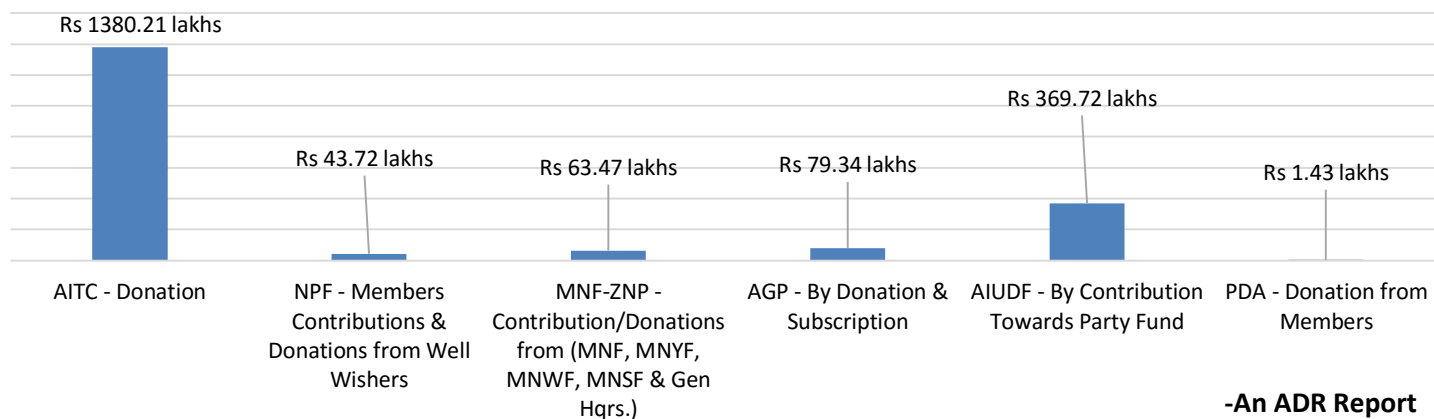 Rs 1380.21 lakhs
Rs 43.72 lakhs
Rs 63.47 lakhs
Rs 79.34 lakhs
Rs 369.72 lakhs
Rs 1.43 lakhs
AITC - Donation
NPF - Members
Contributions &
Donations from Well
Wishers
MNF-ZNP -
Contribution/Donations
from (MNF, MNYF,
MNWF, MNSF & Gen
Hqrs.)
AGP - By Donation &
Subscription
AIUDF - By Contribution
Towards Party Fund
PDA - Donation from
Members
-An ADR Report